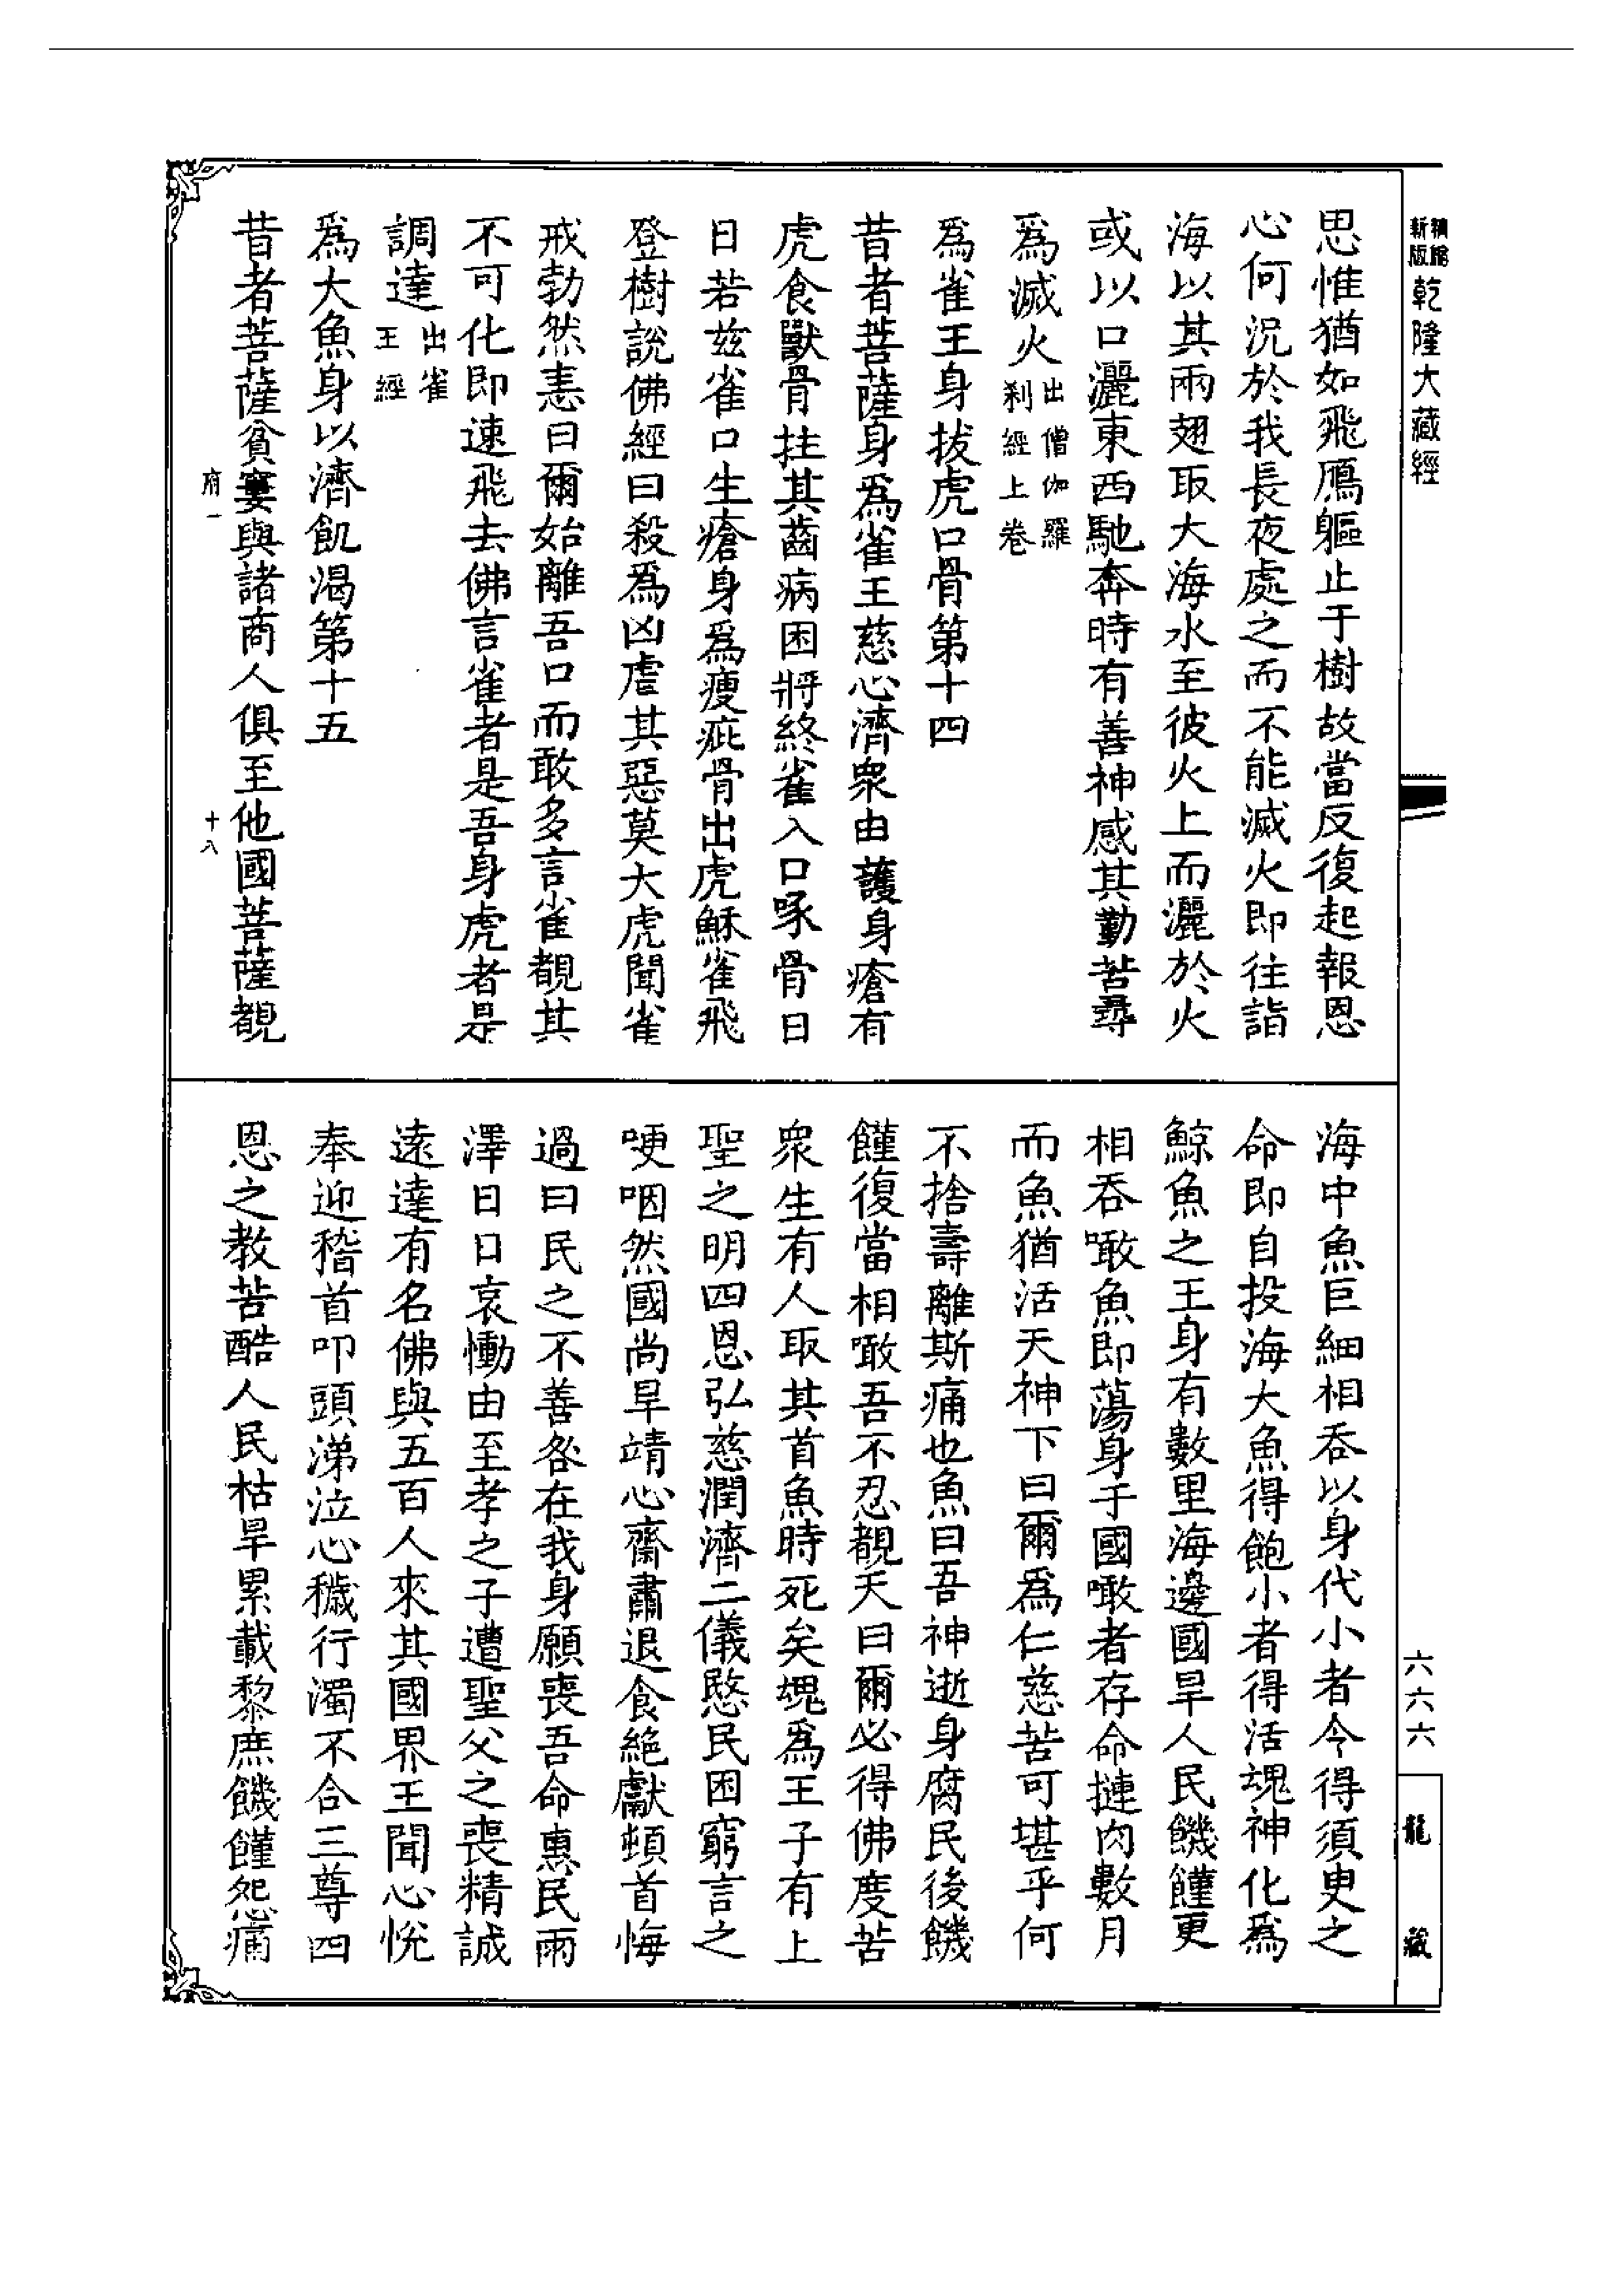 精縮新版乾隆大藏經
六六六
龍藏
思惟猶如飛鴈軀止于樹故當反復起報恩
心何況於我長夜處之而不能滅火即往詣
海以其兩翅取大海水至彼火上而灑於火
或以口灑東西馳奔時有善神感其勤苦尋
為滅火出僧伽羅剎經上卷
為雀王身拔虎口骨第十四
昔者菩薩身為雀王慈心濟眾由護身瘡有
虎食獸骨拄其齒病困將終雀入口啄骨日
日若茲雀口生瘡身為瘦疵骨出虎穌雀飛
登樹說佛經曰殺為凶虐其惡莫大虎聞雀
戒勃然恚曰爾始離吾口而敢多言雀覩其
不可化即速飛去佛言雀者是吾身虎者是
調達出雀王經
為大魚身以濟飢渴第十五
昔者菩薩貧窶與諸商人俱至他國菩薩覩
府一 十八
海中魚巨細相吞以身代小者令得須臾之
命即自投海大魚得飽小者得活魂神化為
鯨魚之王身有數里海邊國旱人民饑饉更
相吞噉魚即蕩身于國噉者存命摙肉數月
而魚猶活天神下曰爾為仁慈苦可堪乎何
不捨壽離斯痛也魚曰吾神逝身腐民後饑
饉復當相噉吾不忍覩天曰爾必得佛度苦
眾生有人取其首魚時死矣魂為王子有上
聖之明四恩弘慈潤濟二儀愍民困窮言之
哽咽然國尚旱靖心齋肅退食絕獻頓首悔
過曰民之不善咎在我身願喪吾命惠民雨
澤日日哀慟由至孝之子遭聖父之喪精誠
遠達有名佛與五百人來其國界王聞心悅
奉迎稽首叩頭涕泣心穢行濁不合三尊四
恩之教苦酷人民枯旱累載黎庶饑饉怨痛